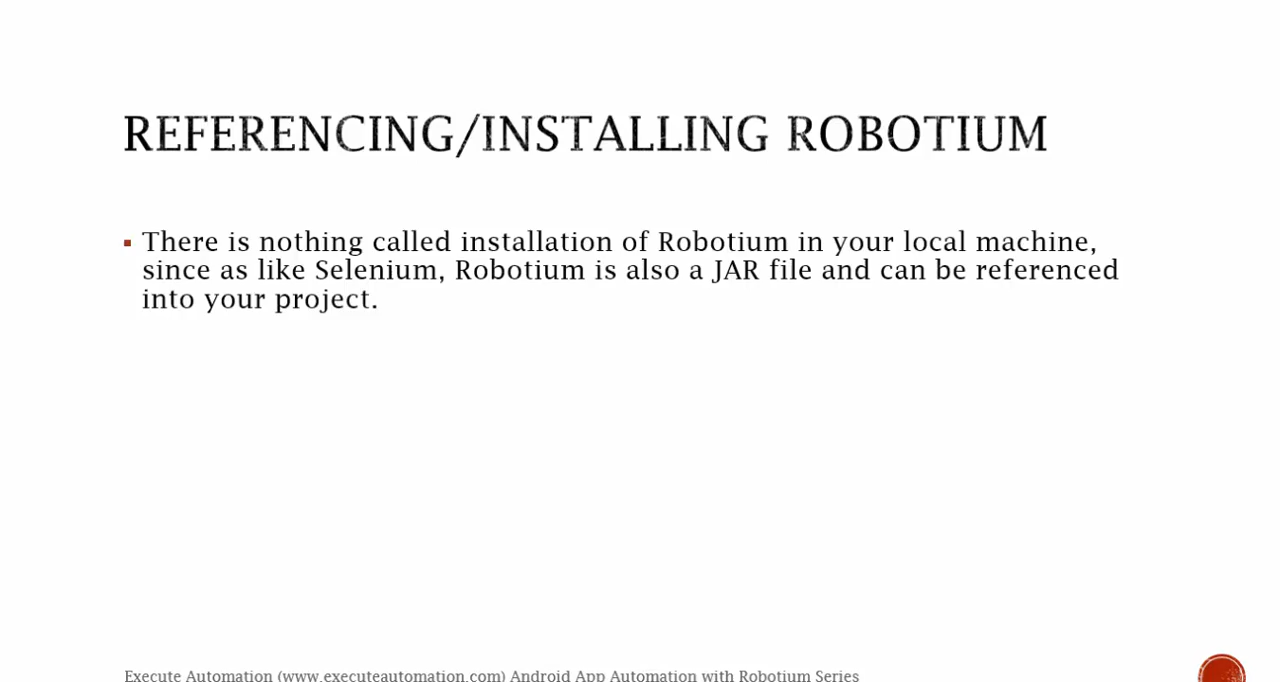 REFERENCING/INSTALLING ROBOTIUM
▪ There is nothing called installation of Robotium in your local machine,
since as like Selenium, Robotium is also a JAR file and can be referenced
into your project.
Execute Automation (www.executeautomation.com) Android App Automation with Robotium Series